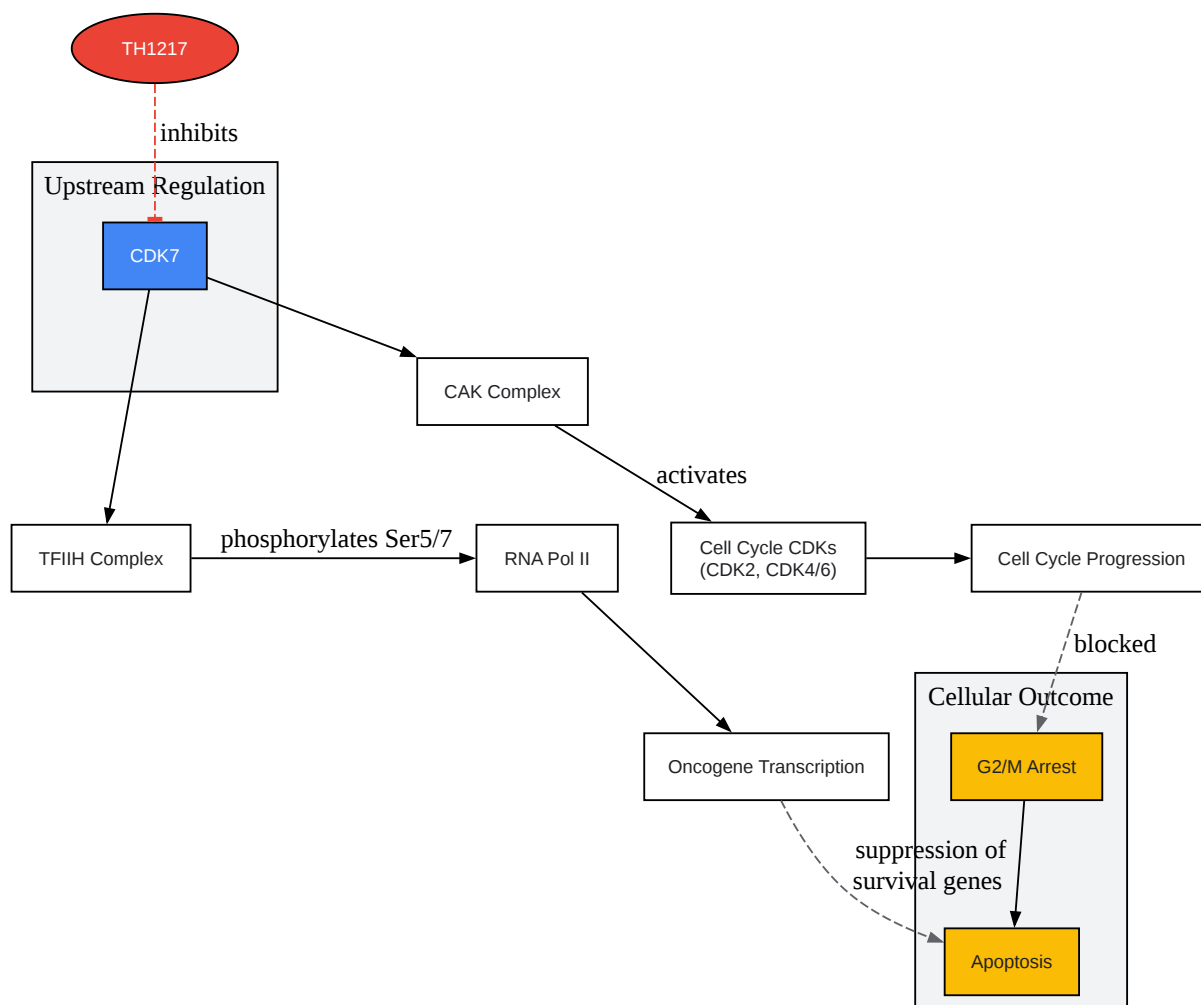 TH1217
inhibits
Upstream Regulation
CDK7
CAK Complex
activates
TFIIH Complex
phosphorylates Ser5/7
RNA Pol II
Cell Cycle CDKs
(CDK2, CDK4/6)
Cell Cycle Progression
blocked
Cellular Outcome
Oncogene Transcription
G2/M Arrest
suppression of
survival genes
Apoptosis